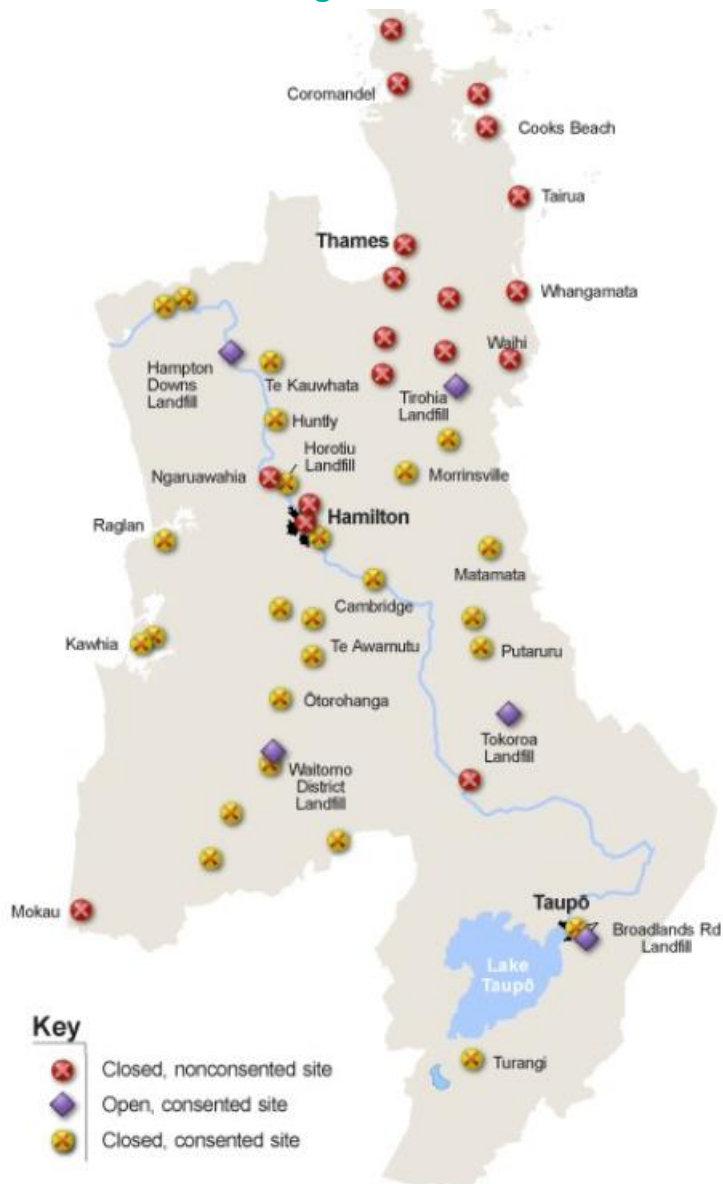 Coromandel
Cooks Beach
Tairua
Thames
Whangamata
Waihi
Hampton
Downs
Landfill
Te Kauwhata
Tirohia
Landfill
Huntly
Horotiu
Landfill
Ngaruawahia
Morrinsville
Hamilton
Raglan
Matamata
Cambridge
Kawhia
Te Awamutu
Putaruru
Ōtorohanga
Tokoroa
Landfill
Waitomo
District
Landfill
Mokau
Taupō
Broadlands Rd
Landfill
Lake
Taupō
Turangi
Key
Closed, nonconsented site
Open, consented site
Closed, consented site